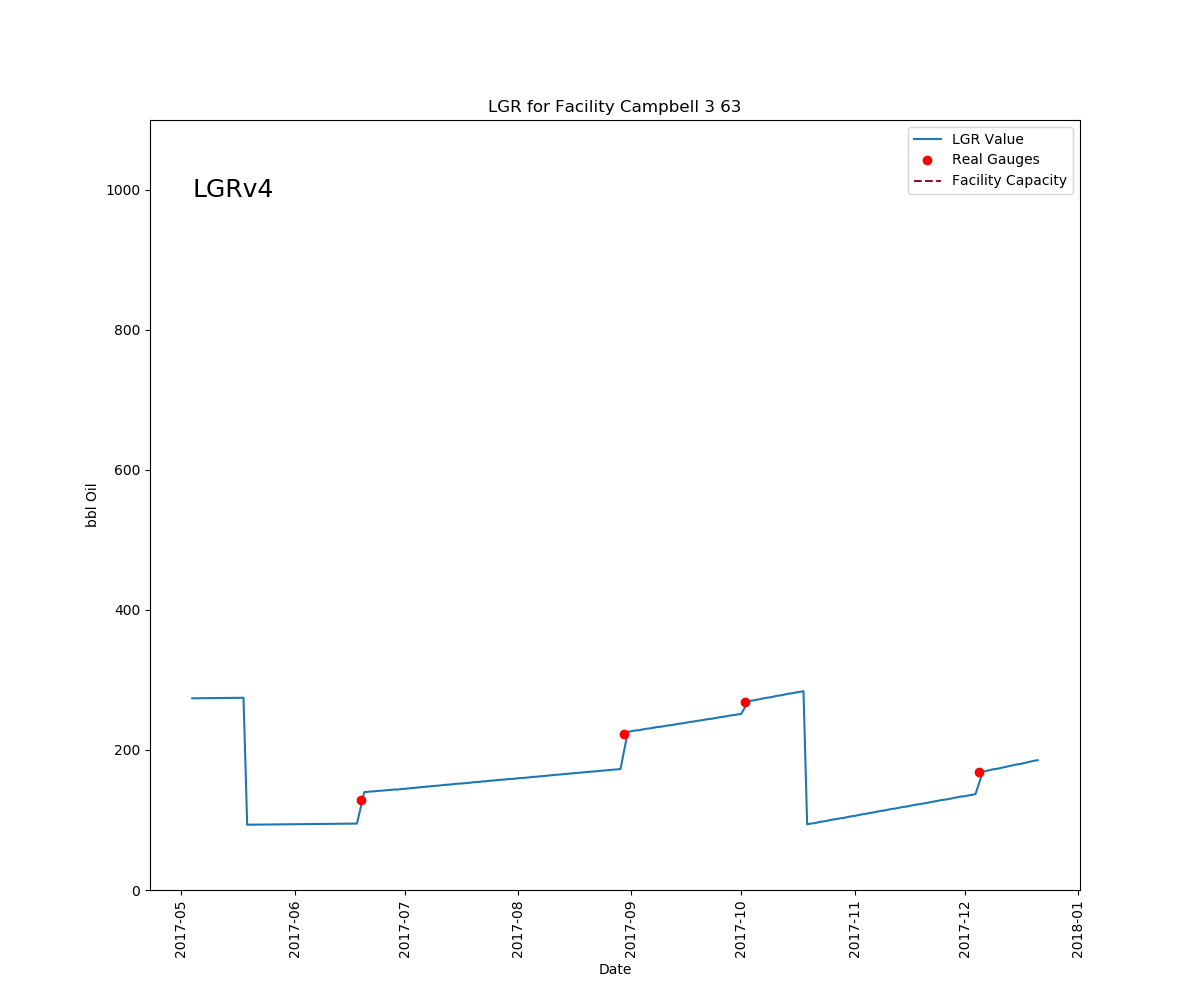 LGR for Facility Campbell 3 63
LGR Value
Real Gauges
Facility Capacity
LGRv4
1000
800
600
400
200
0
bbl Oil
2017-05
2017-06
2017-07
2017-08
2017-09
2017-10
2017-11
2017-12
2018-01
Date